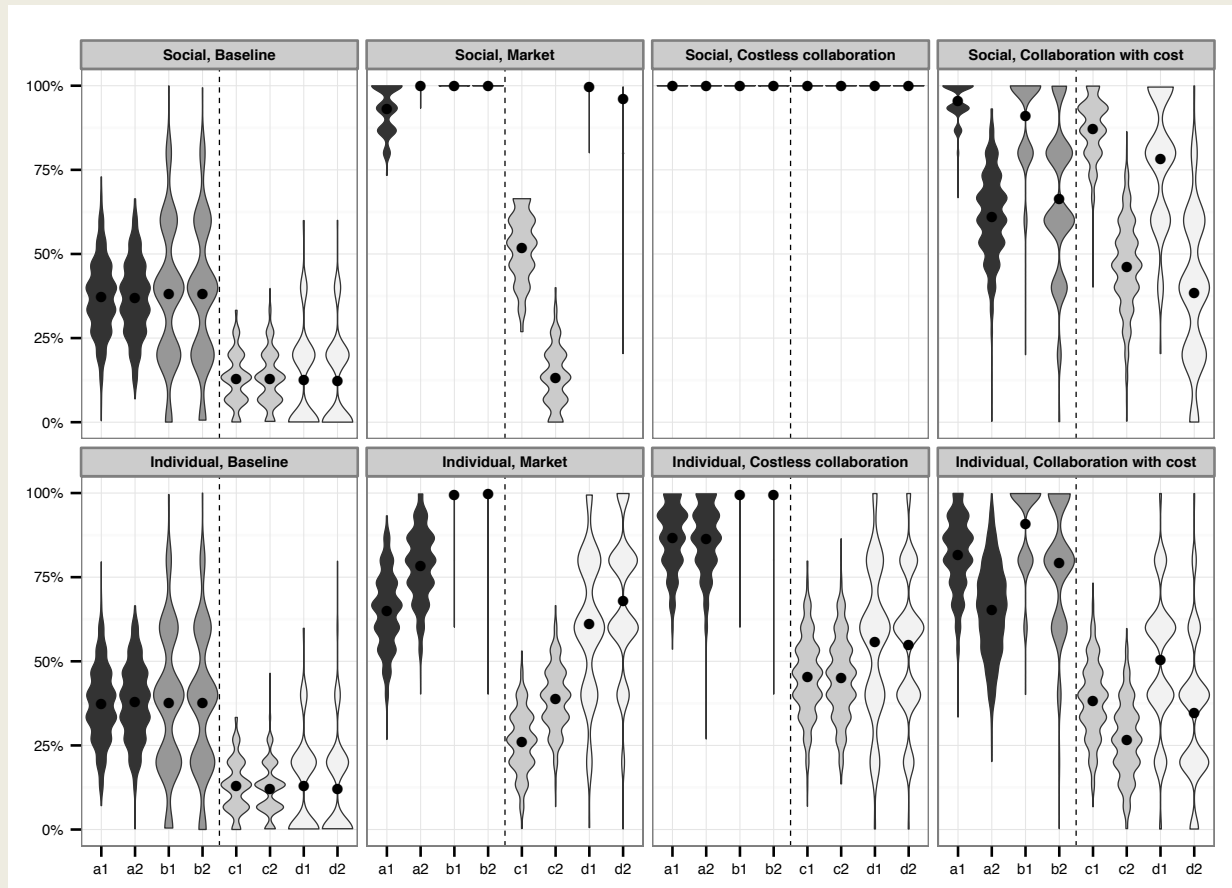 Social, Baseline
Social, Market
Social, Costless collaboration
Social, Collaboration with cost
100%
75%
50%
25%
0%
Individual, Baseline
Individual, Market
Individual, Costless collaboration
Individual, Collaboration with cost
100%
75%
50%
25%
0%
a1 a2 b1 b2 c1 c2 d1 d2
a1 a2 b1 b2 c1 c2 d1 d2
a1 a2 b1 b2 c1 c2 d1 d2
a1 a2 b1 b2 c1 c2 d1 d2